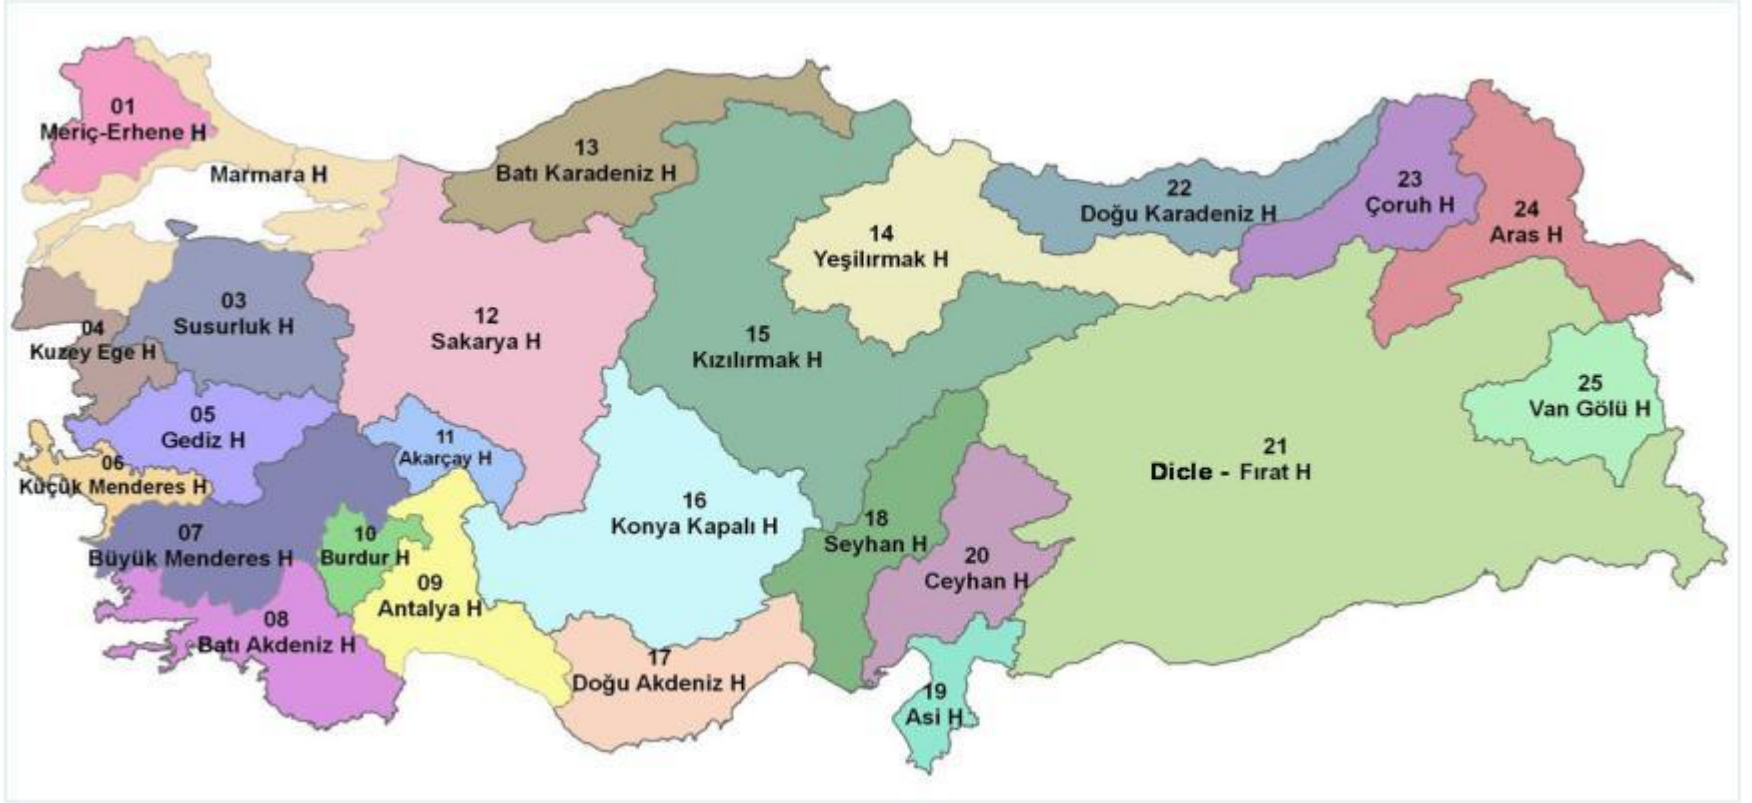 01
Meriç-Erhene H
Marmara H
03
Susurluk H
04
Kuzey Ege H
05
Gediz H
06
Küçük Menderes H
07
Büyük Menderes H
08
Batı Akdeniz H
09
Antalya H
10
Burdur H
11
Akarçay H
12
Sakarya H
13
Batı Karadeniz H
14
Yeşilırmak H
15
Kızılırmak H
16
Konya Kapalı H
17
Doğu Akdeniz H
18
Seyhan H
19
Asi H
20
Ceyhan H
21
Dicle - Fırat H
22
Doğu Karadeniz H
23
Çoruh H
24
Aras H
25
Van Gölü H